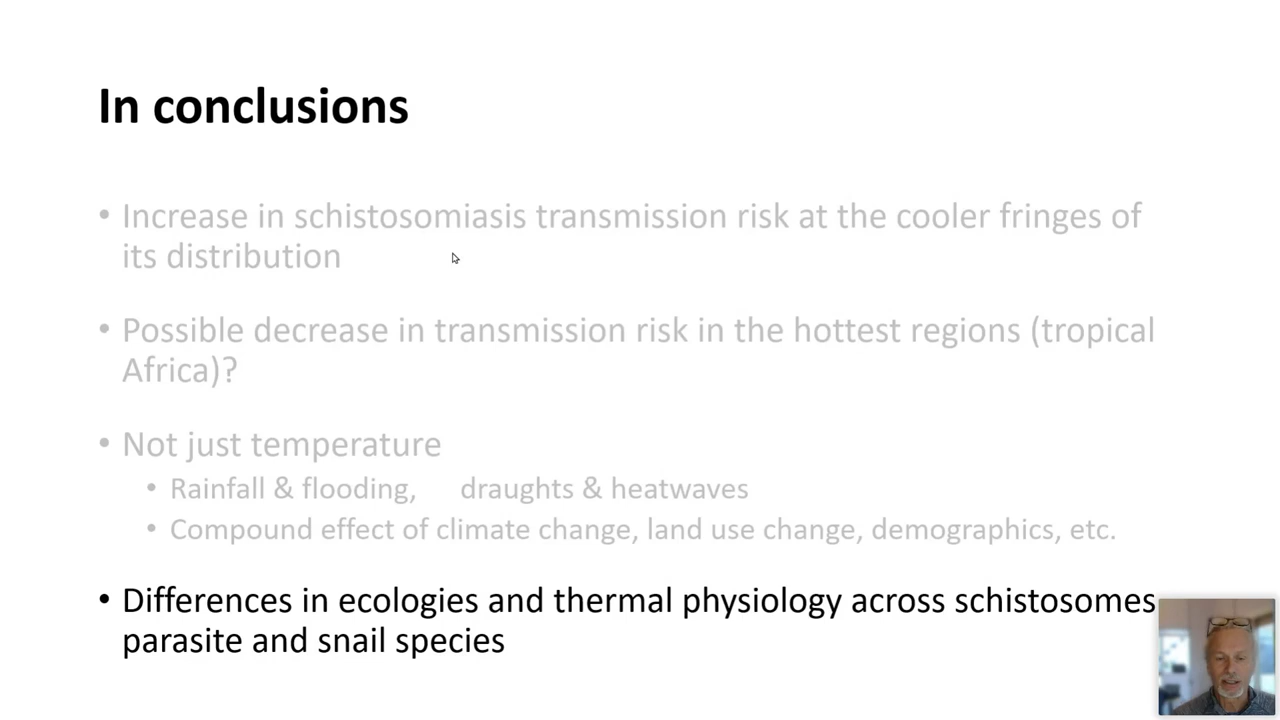 In conclusions
• Increase in schistosomiasis transmission risk at the cooler fringes of
its distribution
• Possible decrease in transmission risk in the hottest regions (tropical
Africa)?
• Not just temperature
• Rainfall & flooding, draughts & heatwaves
• Compound effect of climate change, land use change, demographics, etc.
• Differences in ecologies and thermal physiology across schistosomes
parasite and snail species